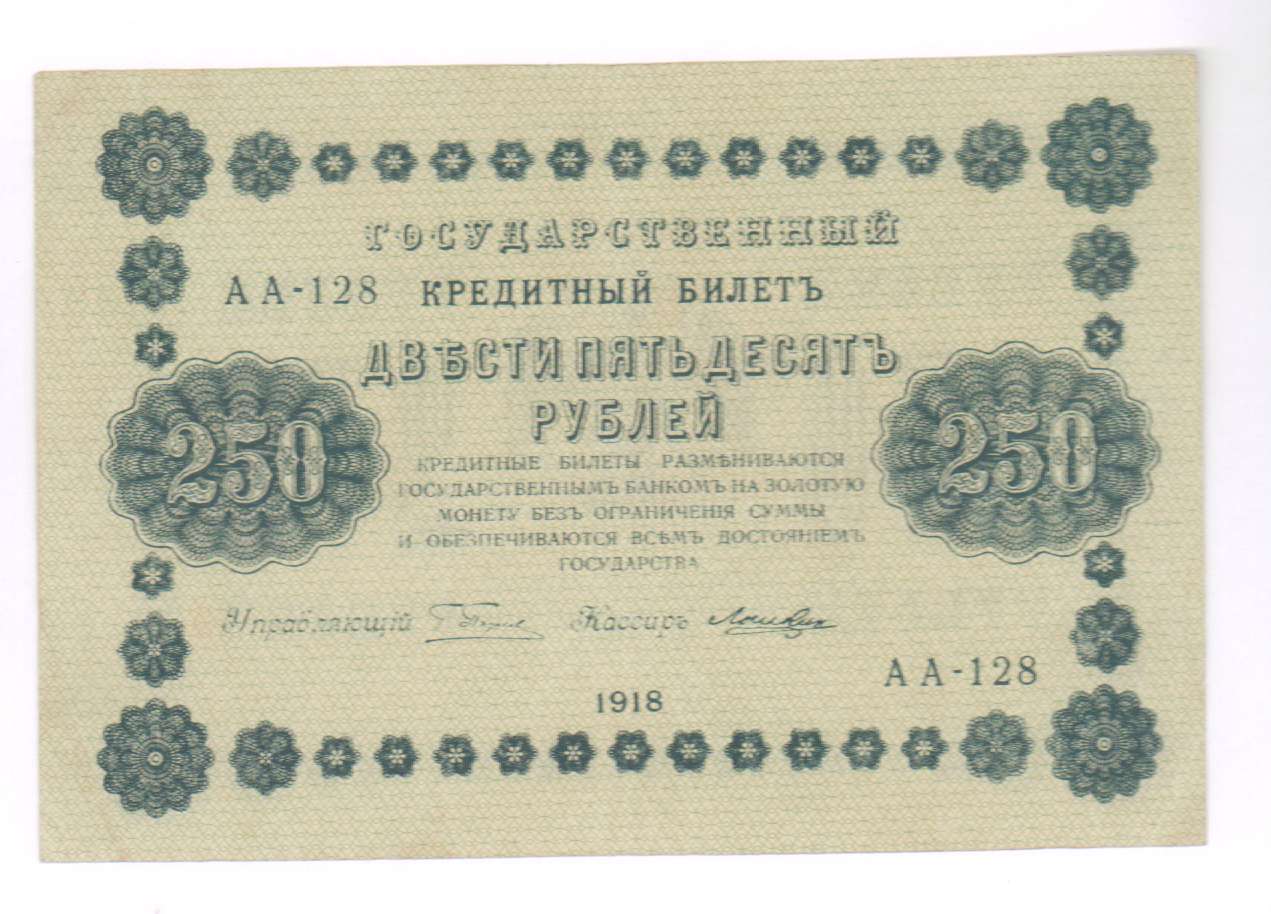 ГОСУДАРСТВЕННЫЙ
АА-128 КРЕДИТНЫЙ БИЛЕТЪ
ДВѢСТИ ПЯТЬДЕСЯТЪ
РУБЛЕЙ
250 250
КРЕДИТНЫЕ БИЛЕТЫ РАЗМѢНИВАЮТСЯ
ГОСУДАРСТВЕННЫМЪ БАНКОМЪ НА ЗОЛОТУЮ
МОНЕТУ БЕЗЪ ОГРАНИЧЕНІЯ СУММЫ
И ОБЕЗПЕЧИВАЮТСЯ ВСѢМЪ ДОСТОЯНІЕМЪ
ГОСУДАРСТВА
Управляющій Кассиръ
АА-128
1918